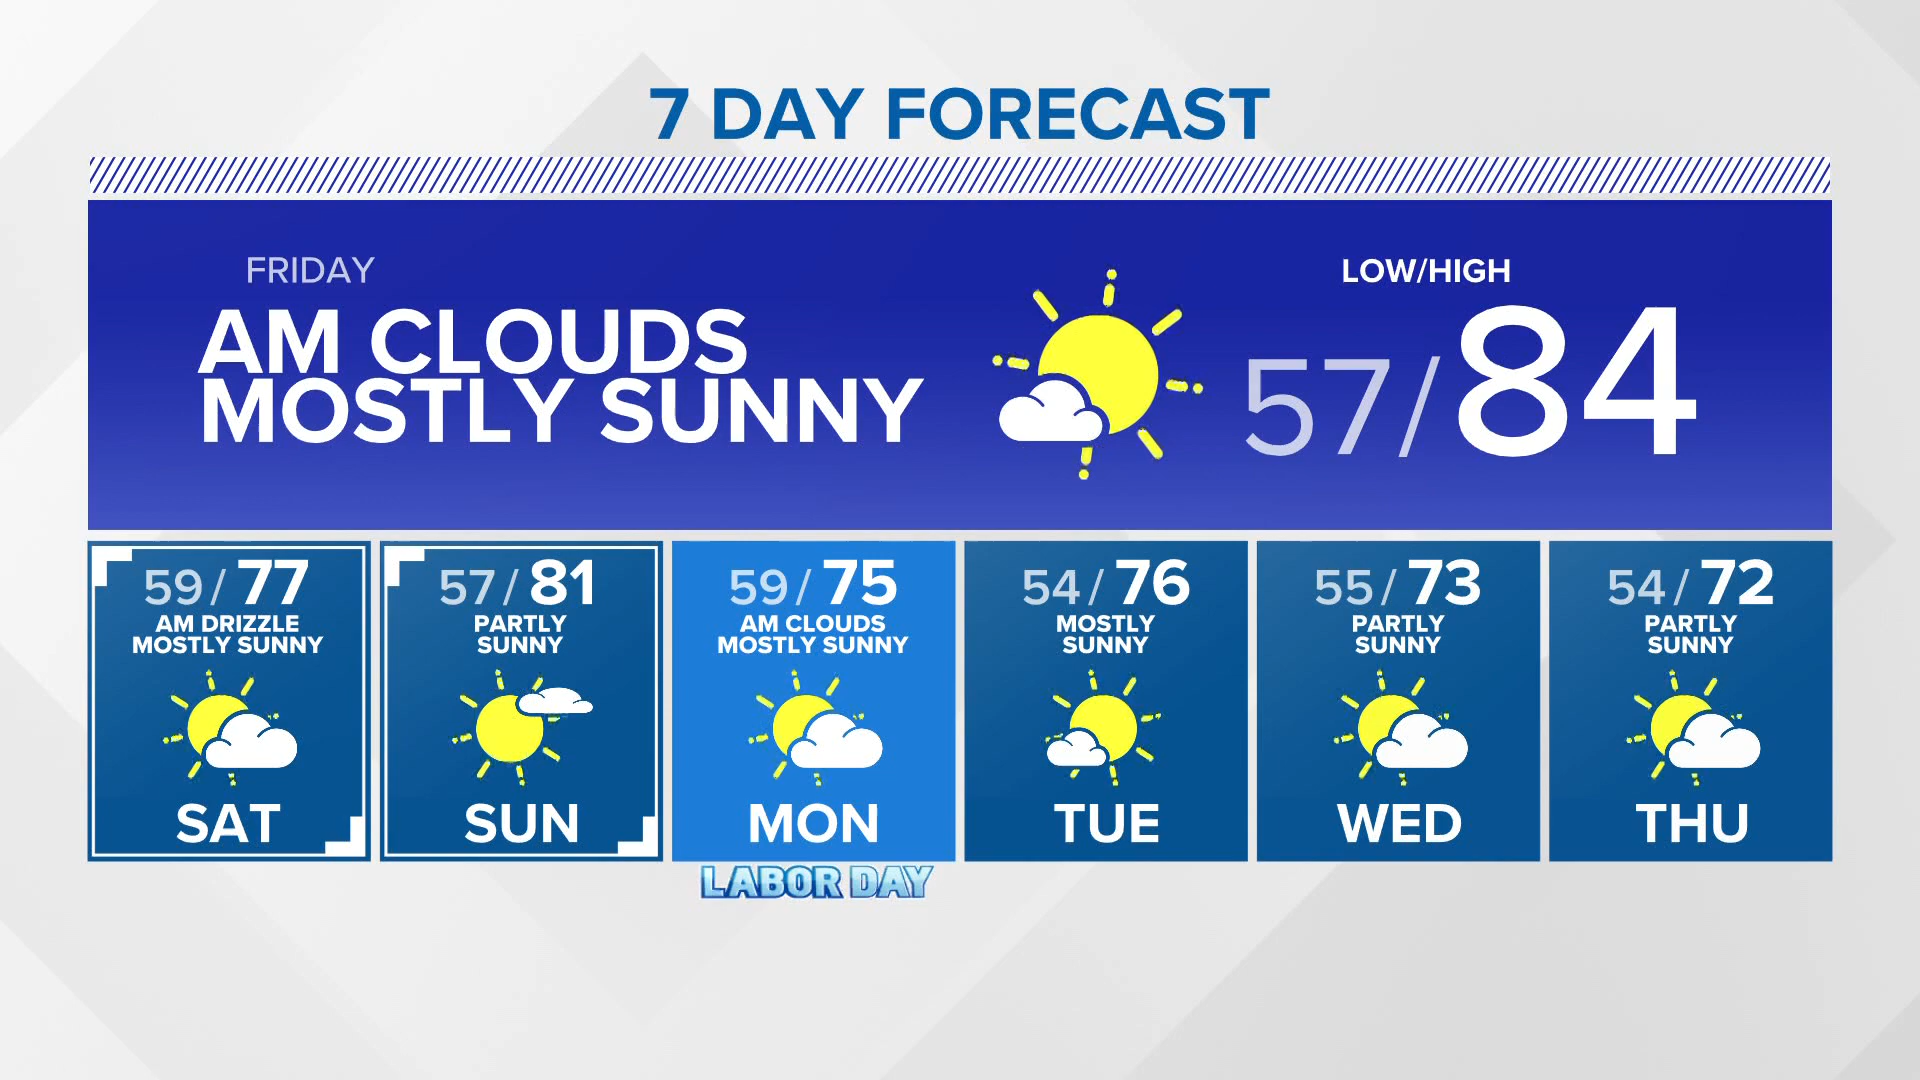 7 DAY FORECAST
FRIDAY
AM CLOUDS
MOSTLY SUNNY
LOW/HIGH
57/84
59/77
AM DRIZZLE
MOSTLY SUNNY
SAT
57/81
PARTLY
SUNNY
SUN
59/75
AM CLOUDS
MOSTLY SUNNY
MON
LABOR DAY
54/76
MOSTLY
SUNNY
TUE
55/73
PARTLY
SUNNY
WED
54/72
PARTLY
SUNNY
THU